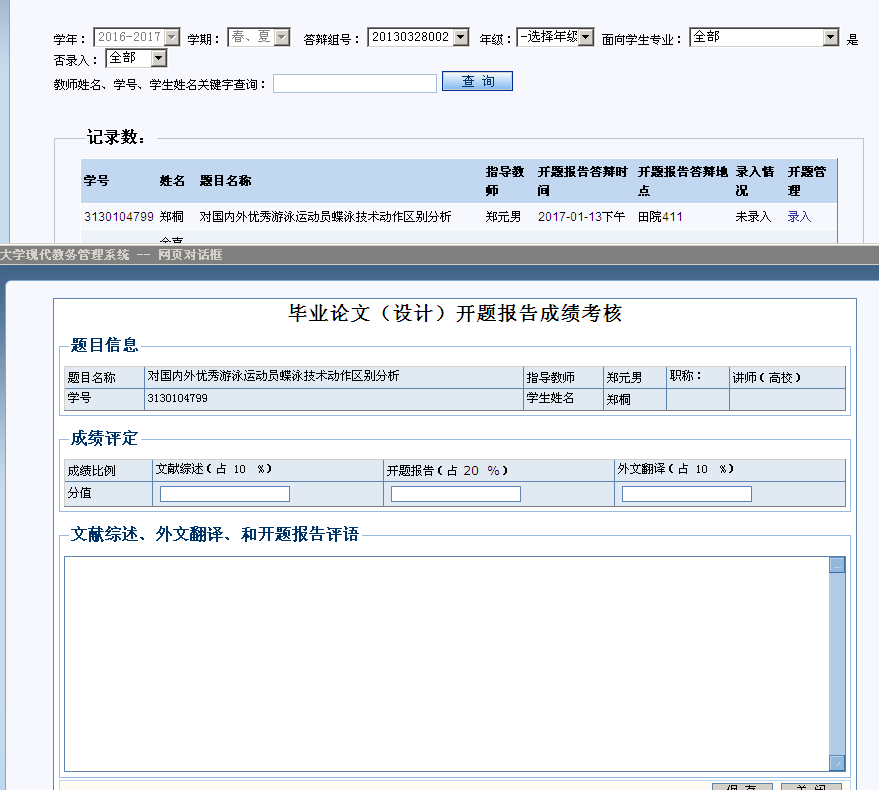 学年： 2016-2017 学期： 春、夏 答辩组号： 20130328002 年级： -选择年级 面向学生专业： 全部 是
否录入： 全部
教师姓名、学号、学生姓名关键字查询： 查 询
记录数：
学号 姓名 题目名称 指导教师 开题报告答辩时间 开题报告答辩地点 录入情况 开题管理
3130104799 郑桐 对国内外优秀游泳运动员蝶泳技术动作区别分析 郑元男 2017-01-13下午 田院411 未录入 录入
大学现代教务管理系统 -- 网页对话框
毕业论文（设计）开题报告成绩考核
题目信息
题目名称 对国内外优秀游泳运动员蝶泳技术动作区别分析 指导教师 郑元男 职称： 讲师（高校）
学号 3130104799 学生姓名 郑桐
成绩评定
成绩比例 文献综述（占 10 %） 开题报告（占 20 %） 外文翻译（占 10 %）
分值
文献综述、外文翻译、和开题报告评语
保 存 关 闭